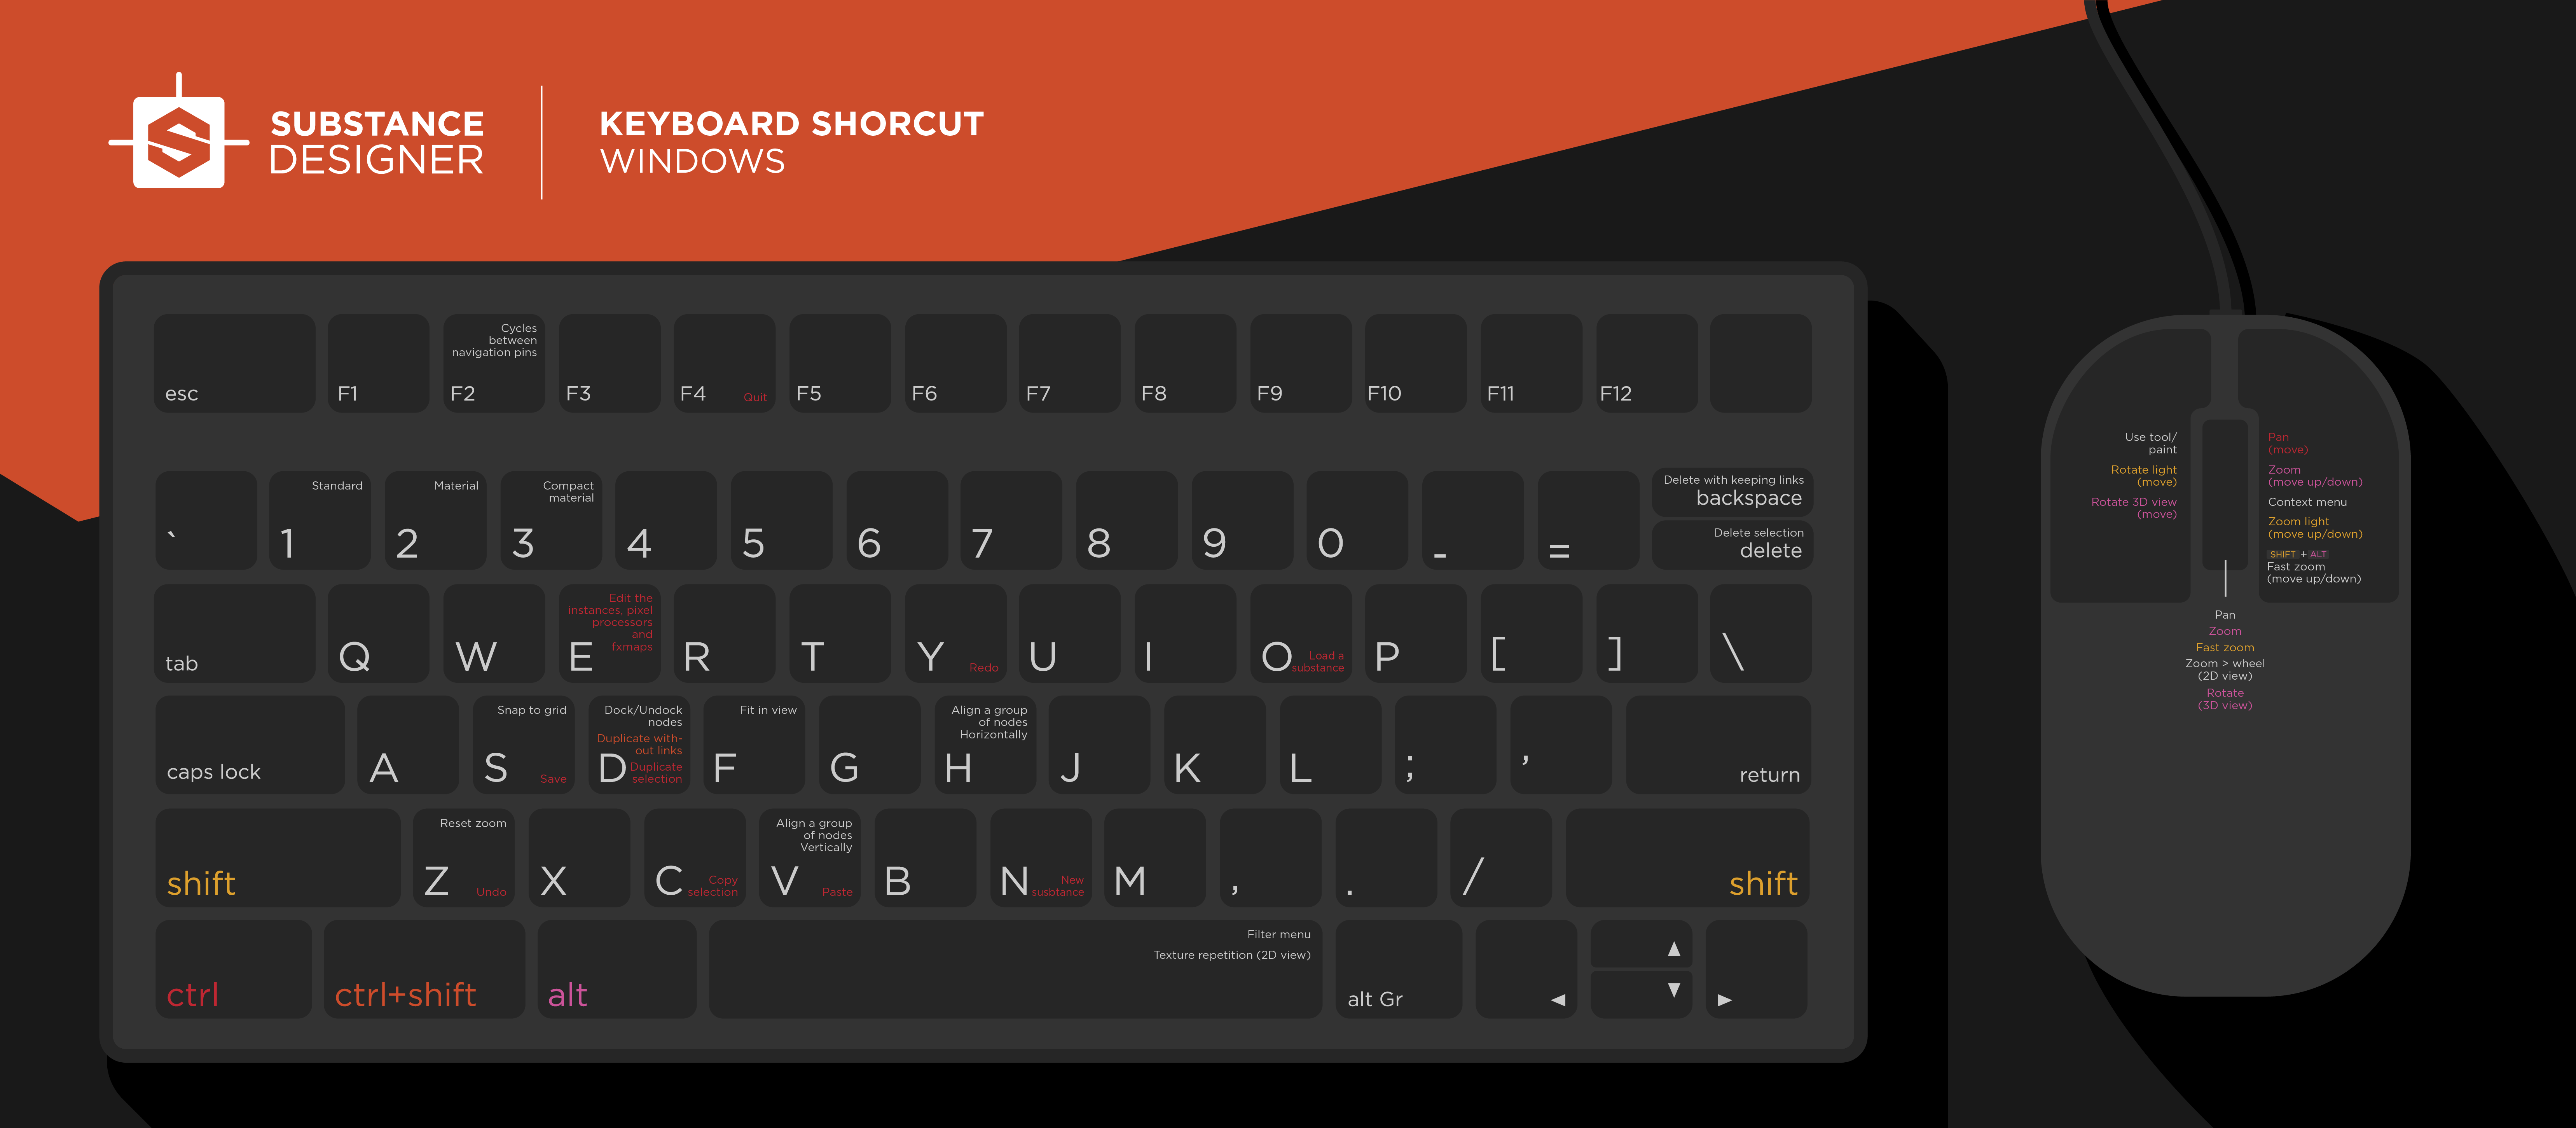 SUBSTANCE
DESIGNER
KEYBOARD SHORCUT
WINDOWS
esc
F1
Cycles
between
navigation pins
F2
F3
F4 Quit
F5
F6
F7
F8
F9
F10
F11
F12
`
Standard
1
Material
2
Compact
material
3
4
5
6
7
8
9
0
-
=
Delete with keeping links
backspace
Delete selection
delete
tab
Q
W
Edit the
instances, pixel
processors
and
fxmaps
E
R
T
Y Redo
U
I
O Load a
substance
P
[
]
\
caps lock
A
Snap to grid
S Save
Dock/Undock
nodes
Duplicate with-
out links
D Duplicate
selection
Fit in view
F
G
Align a group
of nodes
Horizontally
H
J
K
L
;
’
return
shift
Reset zoom
Z Undo
X
C Copy
selection
Align a group
of nodes
Vertically
V Paste
B
N New
susbtance
M
,
.
/
shift
ctrl
ctrl+shift
alt
Filter menu
Texture repetition (2D view)
alt Gr
◀
▲
▼
▶
Use tool/
paint
Rotate light
(move)
Rotate 3D view
(move)
Pan
(move)
Zoom
(move up/down)
Context menu
Zoom light
(move up/down)
SHIFT + ALT
Fast zoom
(move up/down)
Pan
Zoom
Fast zoom
Zoom > wheel
(2D view)
Rotate
(3D view)